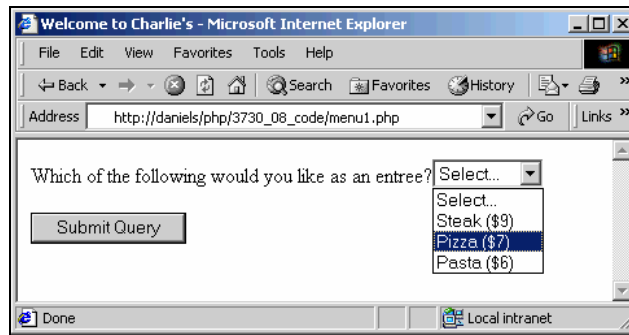 Welcome to Charlie's - Microsoft Internet Explorer
File Edit View Favorites Tools Help
Back Search Favorites History »
Address http://daniels/php/3730_08_code/menu1.php Go Links »
Which of the following would you like as an entree? Select...
Select...
Steak ($9)
Pizza ($7)
Pasta ($6)
Submit Query
Done Local intranet